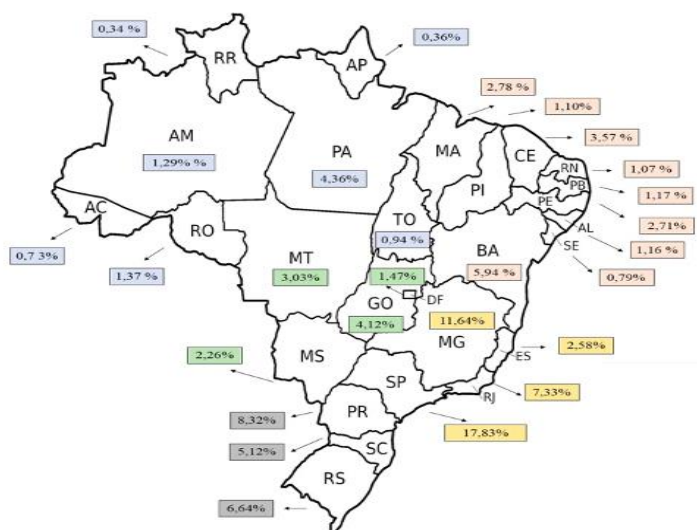 0,34 %
RR
AP
0,36%
2,78 %
1,10%
AM
1,29% %
PA
4,36%
MA
CE
3,57 %
RN
1,07 %
PI
PB
1,17 %
PE
AC
RO
TO
0,94 %
AL
2,71%
SE
1,16 %
0,7 3%
1,37 %
MT
3,03%
BA
5,94 %
1,47%
0,79%
DF
GO
4,12%
11,64%
MG
2,26%
MS
ES
2,58%
SP
RJ
7,33%
8,32%
PR
17,83%
5,12%
SC
RS
6,64%